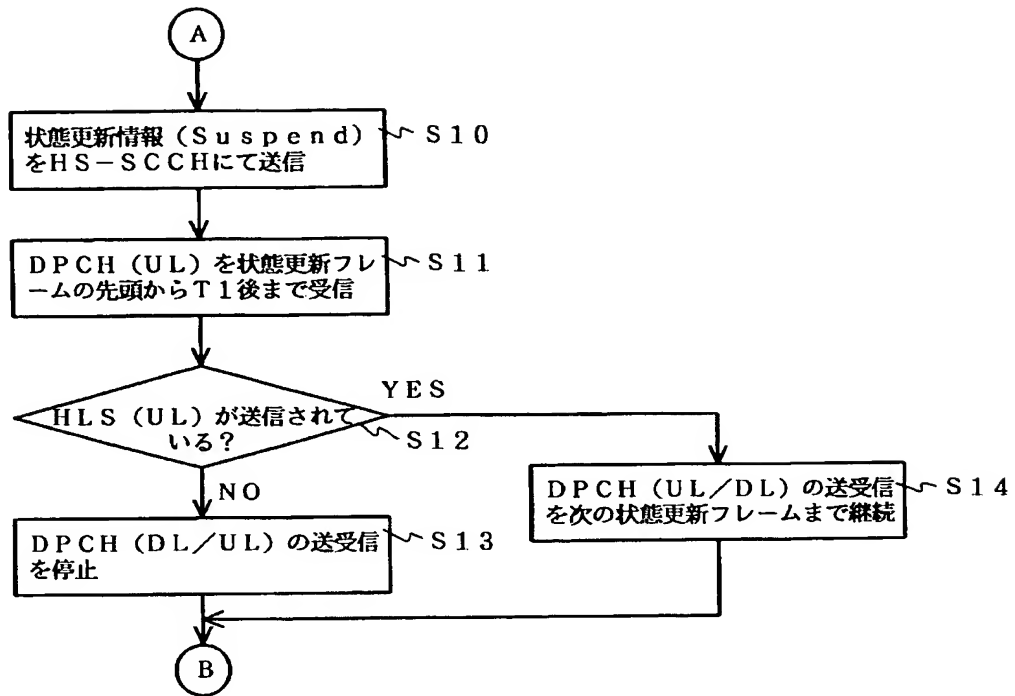 A
状態更新情報（Ｓｕｓｐｅｎｄ）
をＨＳ－ＳＣＣＨにて送信
Ｓ１０
ＤＰＣＨ（ＵＬ）を状態更新フレ
ームの先頭からＴ１後まで受信
Ｓ１１
ＨＬＳ（ＵＬ）が送信されて
いる？
Ｓ１２
ＹＥＳ
ＮＯ
ＤＰＣＨ（ＤＬ／ＵＬ）の送受信
を停止
Ｓ１３
ＤＰＣＨ（ＵＬ／ＤＬ）の送受信
を次の状態更新フレームまで継続
Ｓ１４
B